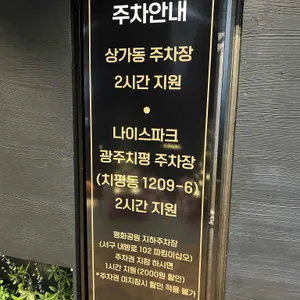 주차안내
상가동 주차장
2시간 지원
나이스파크
광주치평 주차장
(치평동 1209-6)
2시간 지원
평화공원 지하주차장
(서구 내방로 102 파킹이십오)
주차권 지참 하시면
1시간 지원(2000원 할인)
*주차권 미지참시 할인 적용 불가